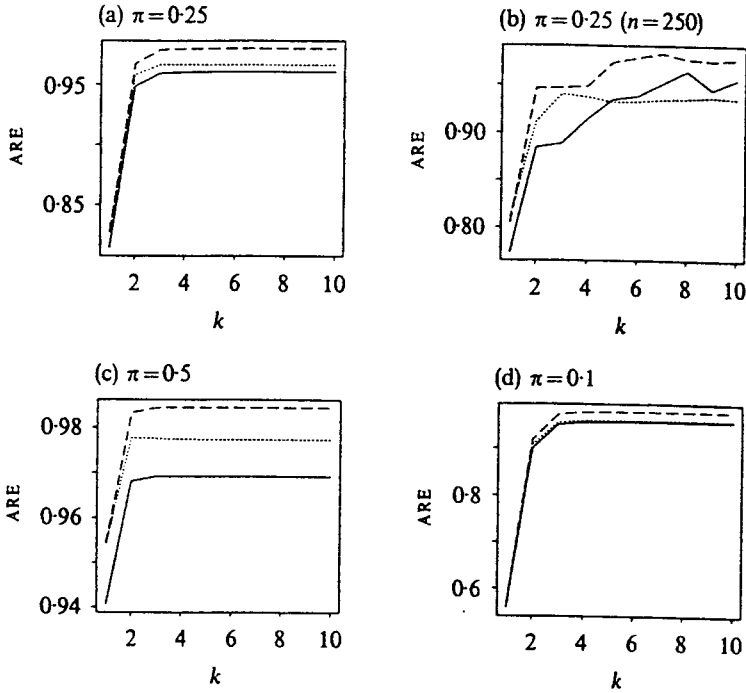 (a) π=0·25
0·95
0·85
ARE
2 4 6 8 10
k
(b) π=0·25 (n=250)
0·90
0·80
ARE
2 4 6 8 10
k
(c) π=0·5
0·98
0·96
0·94
ARE
2 4 6 8 10
k
(d) π=0·1
0·8
0·6
ARE
2 4 6 8 10
k